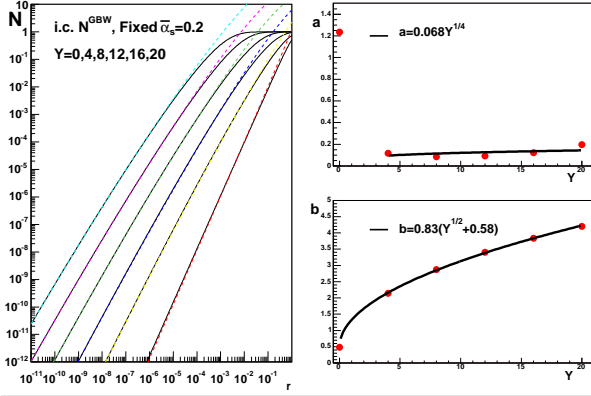 N
10
1
10⁻¹
10⁻²
10⁻³
10⁻⁴
10⁻⁵
10⁻⁶
10⁻⁷
10⁻⁸
10⁻⁹
10⁻¹⁰
10⁻¹¹
10⁻¹²
i.c. N^GBW, Fixed α̅ₛ=0.2
Y=0,4,8,12,16,20
10⁻¹¹ 10⁻¹⁰ 10⁻⁹ 10⁻⁸ 10⁻⁷ 10⁻⁶ 10⁻⁵ 10⁻⁴ 10⁻³ 10⁻² 10⁻¹
r
a
1.4
1.2
1
0.8
0.6
0.4
0.2
0
a=0.068Y^1/4
0 5 10 15 20
Y
b
5
4.5
4
3.5
3
2.5
2
1.5
1
0.5
0
b=0.83(Y^1/2+0.58)
0 5 10 15 20
Y